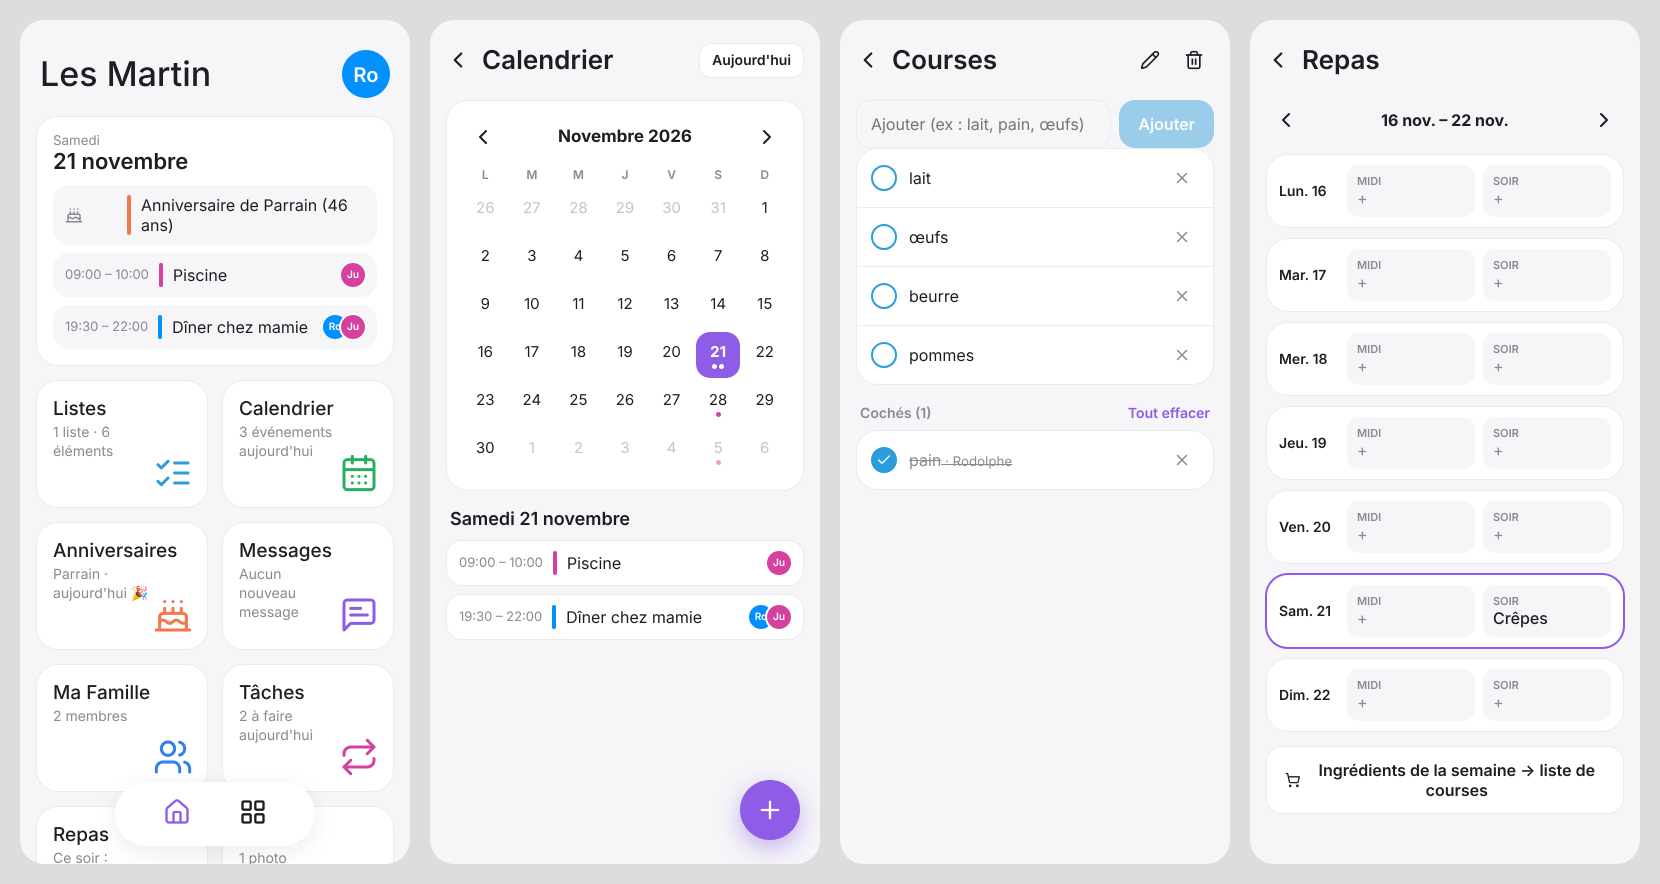 Les Martin
Ro
Samedi
21 novembre
Anniversaire de Parrain (46
ans)
09:00 – 10:00 Piscine Ju
19:30 – 22:00 Dîner chez mamie Ro Ju
Listes
1 liste · 6
éléments
Calendrier
3 événements
aujourd'hui
Anniversaires
Parrain ·
aujourd'hui 🎉
Messages
Aucun
nouveau
message
Ma Famille
2 membres
Tâches
2 à faire
aujourd'hui
Repas
Ce soir :
1 photo
Calendrier
Aujourd'hui
Novembre 2026
L M M J V S D
26 27 28 29 30 31 1
2 3 4 5 6 7 8
9 10 11 12 13 14 15
16 17 18 19 20 21 22
23 24 25 26 27 28 29
30 1 2 3 4 5 6
Samedi 21 novembre
09:00 – 10:00 Piscine Ju
19:30 – 22:00 Dîner chez mamie Ro Ju
Courses
Ajouter (ex : lait, pain, œufs) Ajouter
lait
œufs
beurre
pommes
Cochés (1) Tout effacer
pain · Rodolphe
Repas
16 nov. – 22 nov.
Lun. 16
MIDI
+
SOIR
+
Mar. 17
MIDI
+
SOIR
+
Mer. 18
MIDI
+
SOIR
+
Jeu. 19
MIDI
+
SOIR
+
Ven. 20
MIDI
+
SOIR
+
Sam. 21
MIDI
+
SOIR
Crêpes
Dim. 22
MIDI
+
SOIR
+
Ingrédients de la semaine → liste de
courses